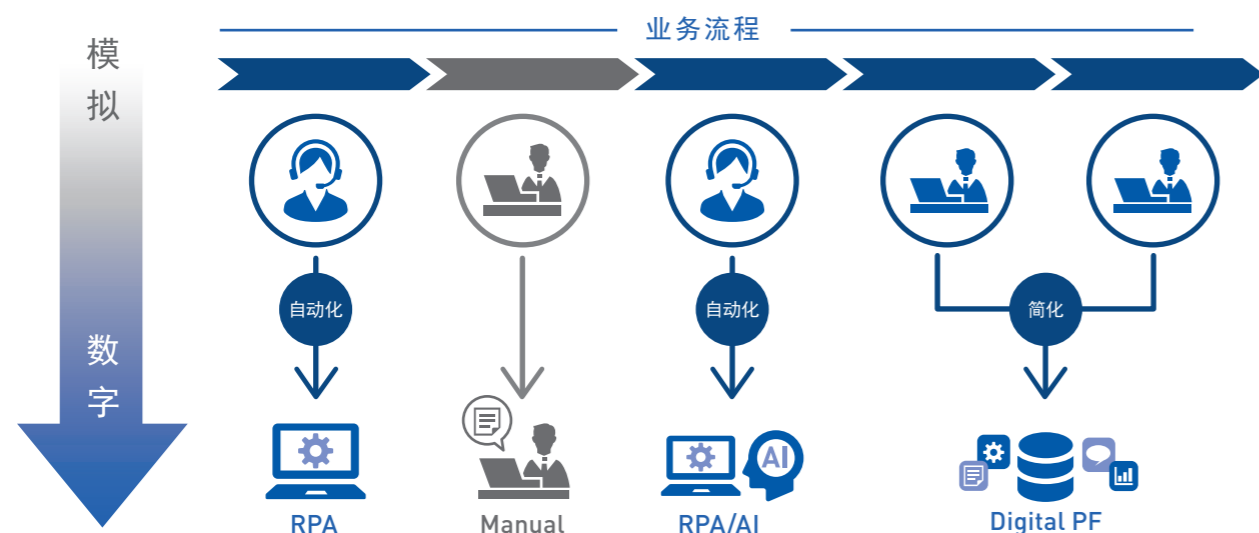 业务流程
模拟
数字
自动化
自动化
简化
AI
RPA
Manual
RPA/AI
Digital PF